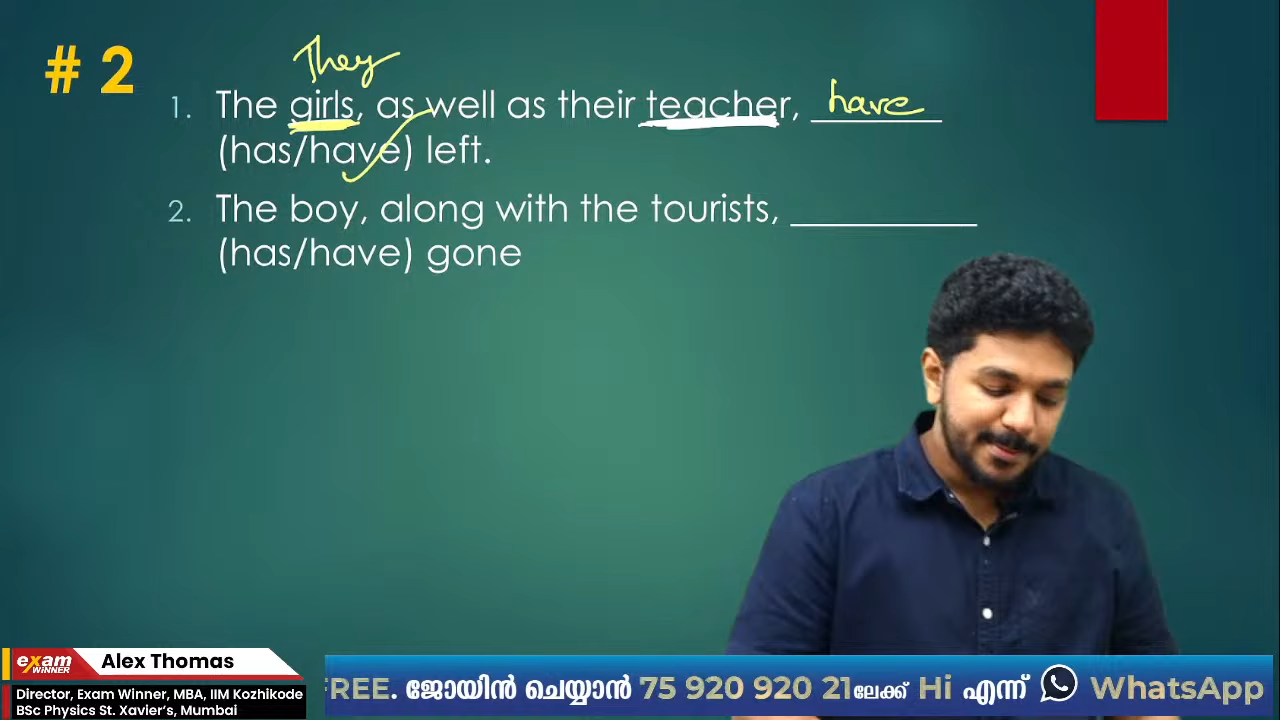 # 2
They
1. The girls, as well as their teacher, have
(has/have) left.
2. The boy, along with the tourists, __________
(has/have) gone
exam
WINNER
Alex Thomas
Director, Exam Winner, MBA, IIM Kozhikode
BSc Physics St. Xavier's, Mumbai
FREE. ജോയിൻ ചെയ്യാൻ 75 920 920 21ലേക്ക് Hi എന്ന് WhatsApp